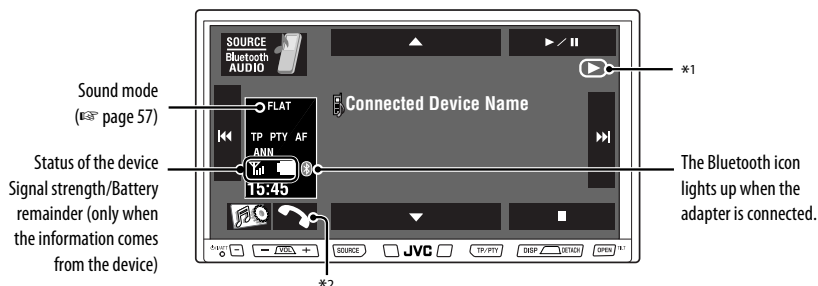 SOURCE
Bluetooth
AUDIO
*1
Sound mode
(☞ page 57)
FLAT
Connected Device Name
TP PTY AF
ANN
15:45
Status of the device
Signal strength/Battery
remainder (only when
the information comes
from the device)
The Bluetooth icon
lights up when the
adapter is connected.
VOL
SOURCE
JVC
TP/PTY
DISP
DETACH
OPEN
TILT
*2